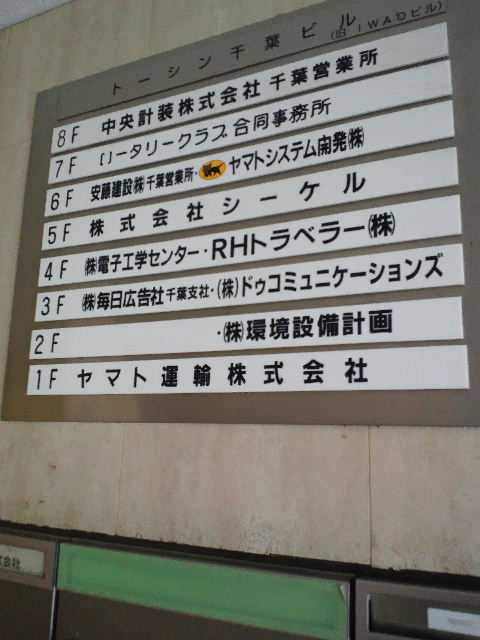 トーシン千葉ビル
(旧 IWAOビル)
8F 中央計装株式会社 千葉営業所
7F ロータリークラブ合同事務所
6F 安藤建設㈱千葉営業所・ヤマトシステム開発㈱
5F 株式会社シーケル
4F ㈱電子工学センター・RHトラベラー㈱
3F ㈱毎日広告社千葉支社・(株)ドゥコミュニケーションズ
2F ・㈱環境設備計画
1F ヤマト運輸株式会社
会社